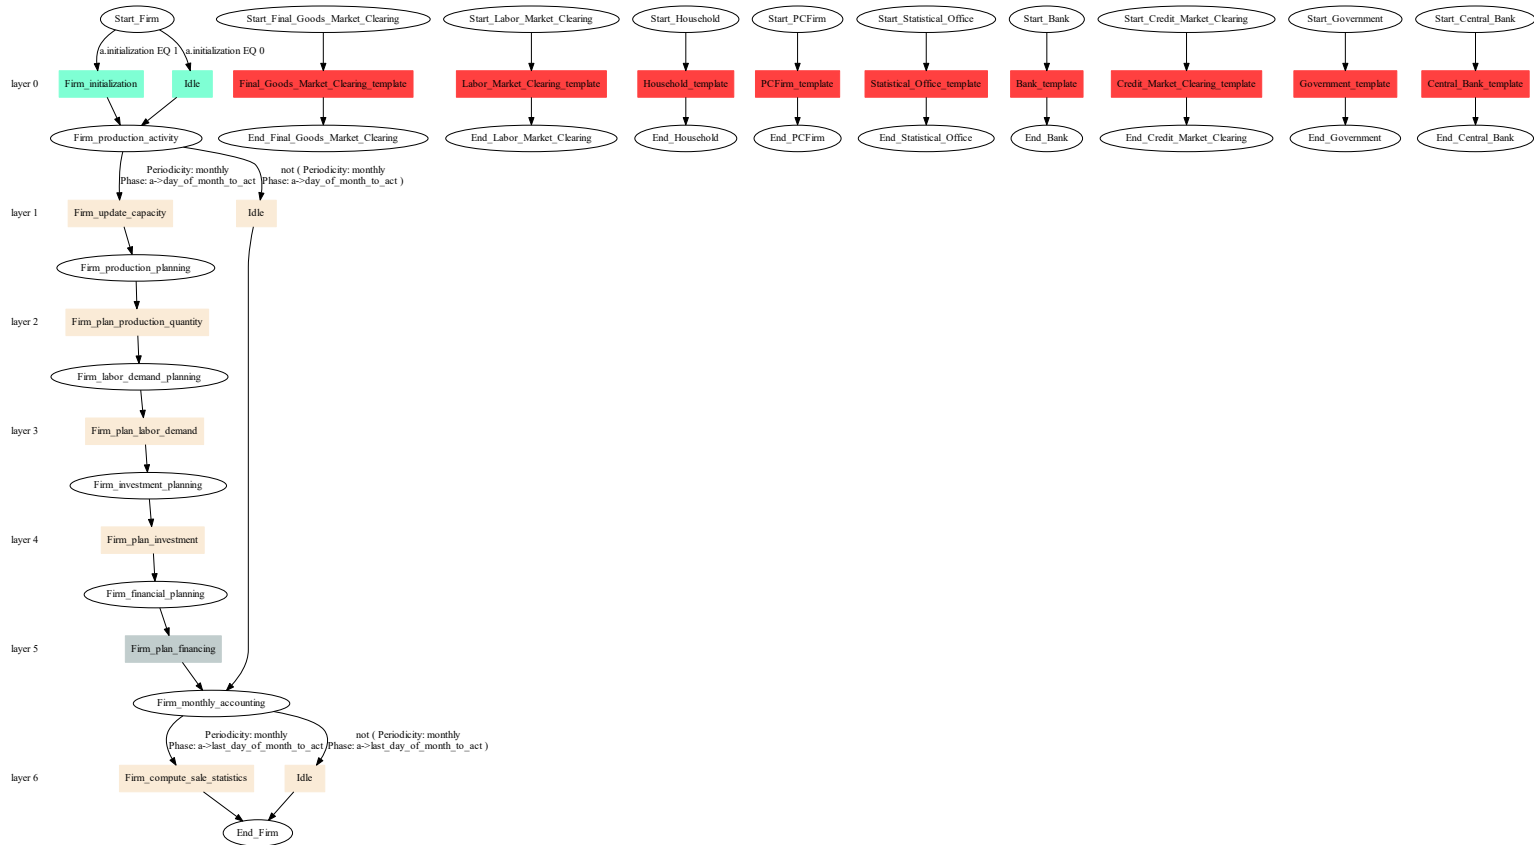 Start_Firm
Start_Final_Goods_Market_Clearing
Start_Labor_Market_Clearing
Start_Household
Start_PCFirm
Start_Statistical_Office
Start_Bank
Start_Credit_Market_Clearing
Start_Government
Start_Central_Bank
a.initialization EQ 1
a.initialization EQ 0
layer 0
Firm_initialization
Idle
Final_Goods_Market_Clearing_template
Labor_Market_Clearing_template
Household_template
PCFirm_template
Statistical_Office_template
Bank_template
Credit_Market_Clearing_template
Government_template
Central_Bank_template
Firm_production_activity
End_Final_Goods_Market_Clearing
End_Labor_Market_Clearing
End_Household
End_PCFirm
End_Statistical_Office
End_Bank
End_Credit_Market_Clearing
End_Government
End_Central_Bank
Periodicity: monthly
Phase: a->day_of_month_to_act
not ( Periodicity: monthly
Phase: a->day_of_month_to_act )
layer 1
Firm_update_capacity
Idle
Firm_production_planning
layer 2
Firm_plan_production_quantity
Firm_labor_demand_planning
layer 3
Firm_plan_labor_demand
Firm_investment_planning
layer 4
Firm_plan_investment
Firm_financial_planning
layer 5
Firm_plan_financing
Firm_monthly_accounting
Periodicity: monthly
Phase: a->last_day_of_month_to_act
not ( Periodicity: monthly
Phase: a->last_day_of_month_to_act )
layer 6
Firm_compute_sale_statistics
Idle
End_Firm